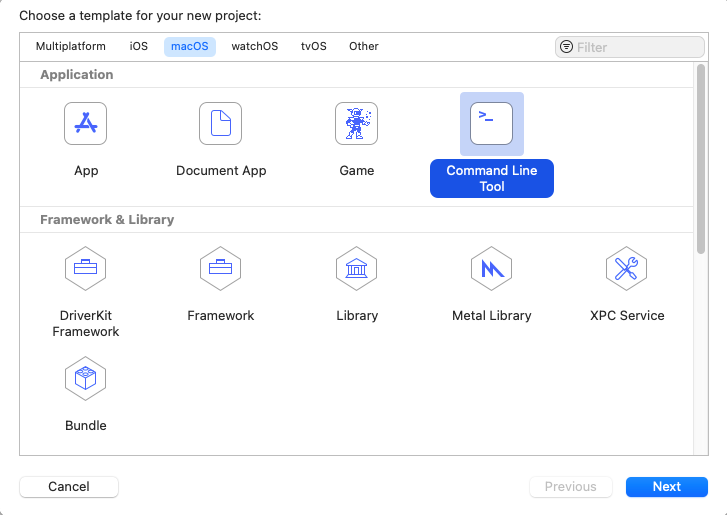 Choose a template for your new project:
Multiplatform iOS macOS watchOS tvOS Other Filter
Application
>_
App Document App Game Command Line
Tool
Framework & Library
DriverKit Framework Library Metal Library XPC Service
Framework
Bundle
Cancel Previous Next